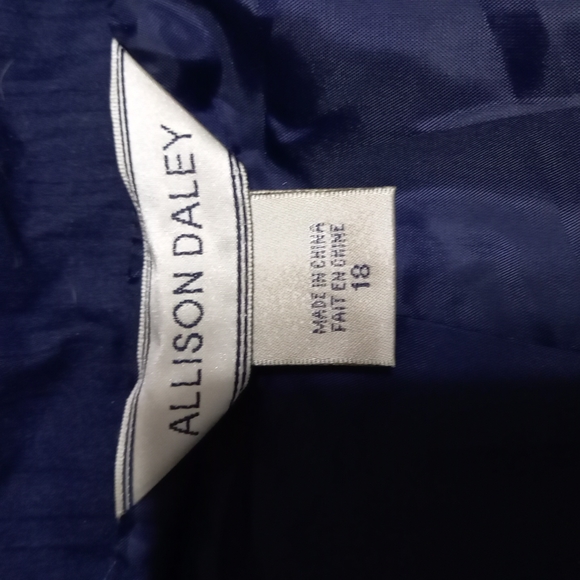 ALLISON DALEY
MADE IN CHINA
FAIT EN CHINE
18